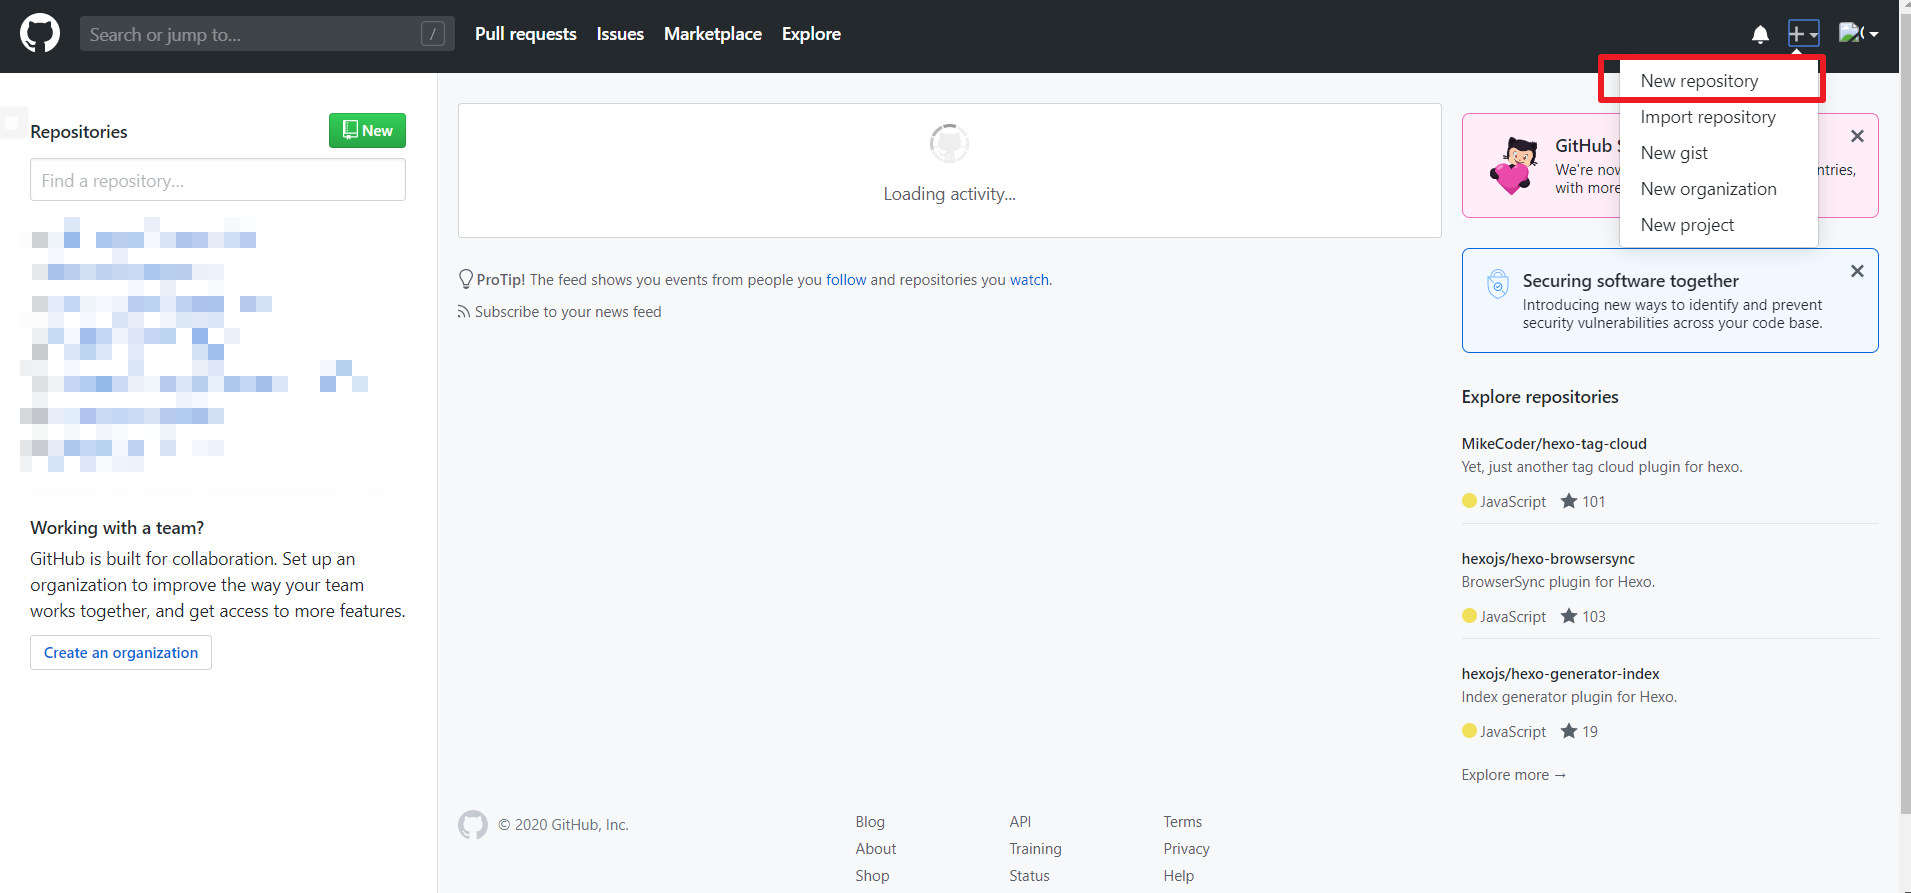 Search or jump to...
/
Pull requests
Issues
Marketplace
Explore
New repository
Import repository
New gist
New organization
New project
Repositories
New
Find a repository...
Working with a team?
GitHub is built for collaboration. Set up an
organization to improve the way your team
works together, and get access to more features.
Create an organization
Loading activity...
ProTip! The feed shows you events from people you follow and repositories you watch.
Subscribe to your news feed
GitHub
We're now
ntries,
with more
Securing software together
Introducing new ways to identify and prevent
security vulnerabilities across your code base.
Explore repositories
MikeCoder/hexo-tag-cloud
Yet, just another tag cloud plugin for hexo.
JavaScript 101
hexojs/hexo-browsersync
BrowserSync plugin for Hexo.
JavaScript 103
hexojs/hexo-generator-index
Index generator plugin for Hexo.
JavaScript 19
Explore more →
© 2020 GitHub, Inc.
Blog
About
Shop
API
Training
Status
Terms
Privacy
Help